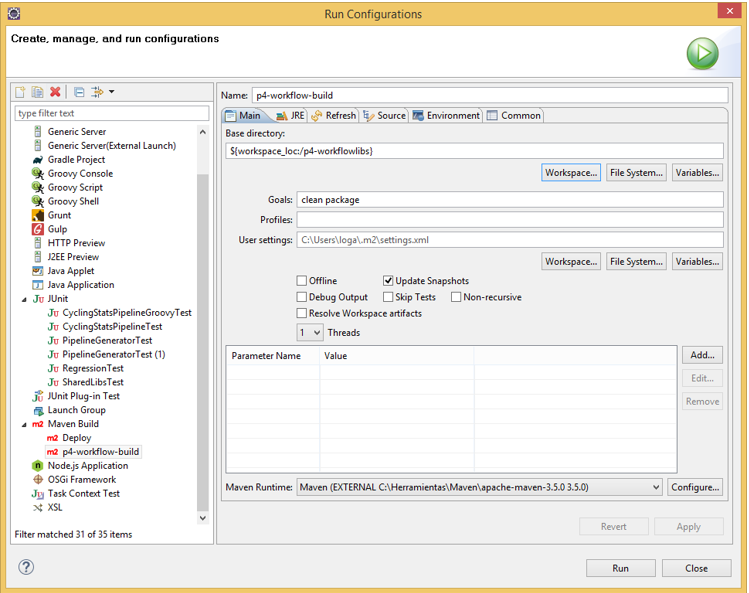 Run Configurations
Create, manage, and run configurations
type filter text
Generic Server
Generic Server(External Launch)
Gradle Project
Groovy Console
Groovy Script
Groovy Shell
Grunt
Gulp
HTTP Preview
J2EE Preview
Java Applet
Java Application
JUnit
CyclingStatsPipelineGroovyTest
CyclingStatsPipelineTest
PipelineGeneratorTest
PipelineGeneratorTest (1)
RegressionTest
SharedLibsTest
JUnit Plug-in Test
Launch Group
Maven Build
Deploy
p4-workflow-build
Node.js Application
OSGi Framework
Task Context Test
XSL
Filter matched 31 of 35 items
Name: p4-workflow-build
Main JRE Refresh Source Environment Common
Base directory:
${workspace_loc:/p4-workflowlibs}
Workspace... File System... Variables...
Goals: clean package
Profiles:
User settings: C:\Users\loga\.m2\settings.xml
Workspace... File System... Variables...
Offline Update Snapshots
Debug Output Skip Tests Non-recursive
Resolve Workspace artifacts
1 Threads
Parameter Name Value
Add...
Edit...
Remove
Maven Runtime: Maven (EXTERNAL C:\Herramientas\Maven\apache-maven-3.5.0 3.5.0) Configure...
Revert Apply
Run Close